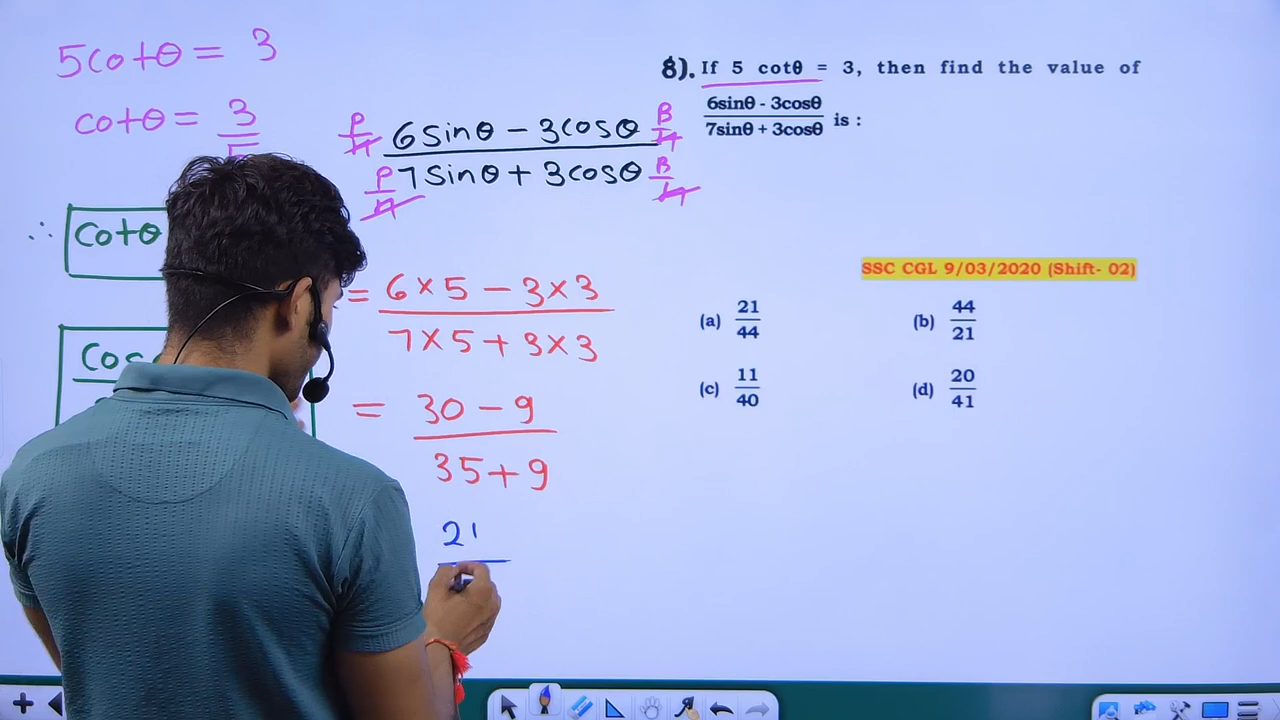 5cotθ = 3
cotθ = 3
∴ cotθ
cos
P/H 6sinθ - 3cosθ B/H
P/H 7sinθ + 3cosθ B/H
= 6×5 - 3×3
7×5 + 3×3
= 30 - 9
35 + 9
21
8). If 5 cotθ = 3, then find the value of
6sinθ - 3cosθ
7sinθ + 3cosθ is :
SSC CGL 9/03/2020 (Shift- 02)
(a) 21/44 (b) 44/21
(c) 11/40 (d) 20/41